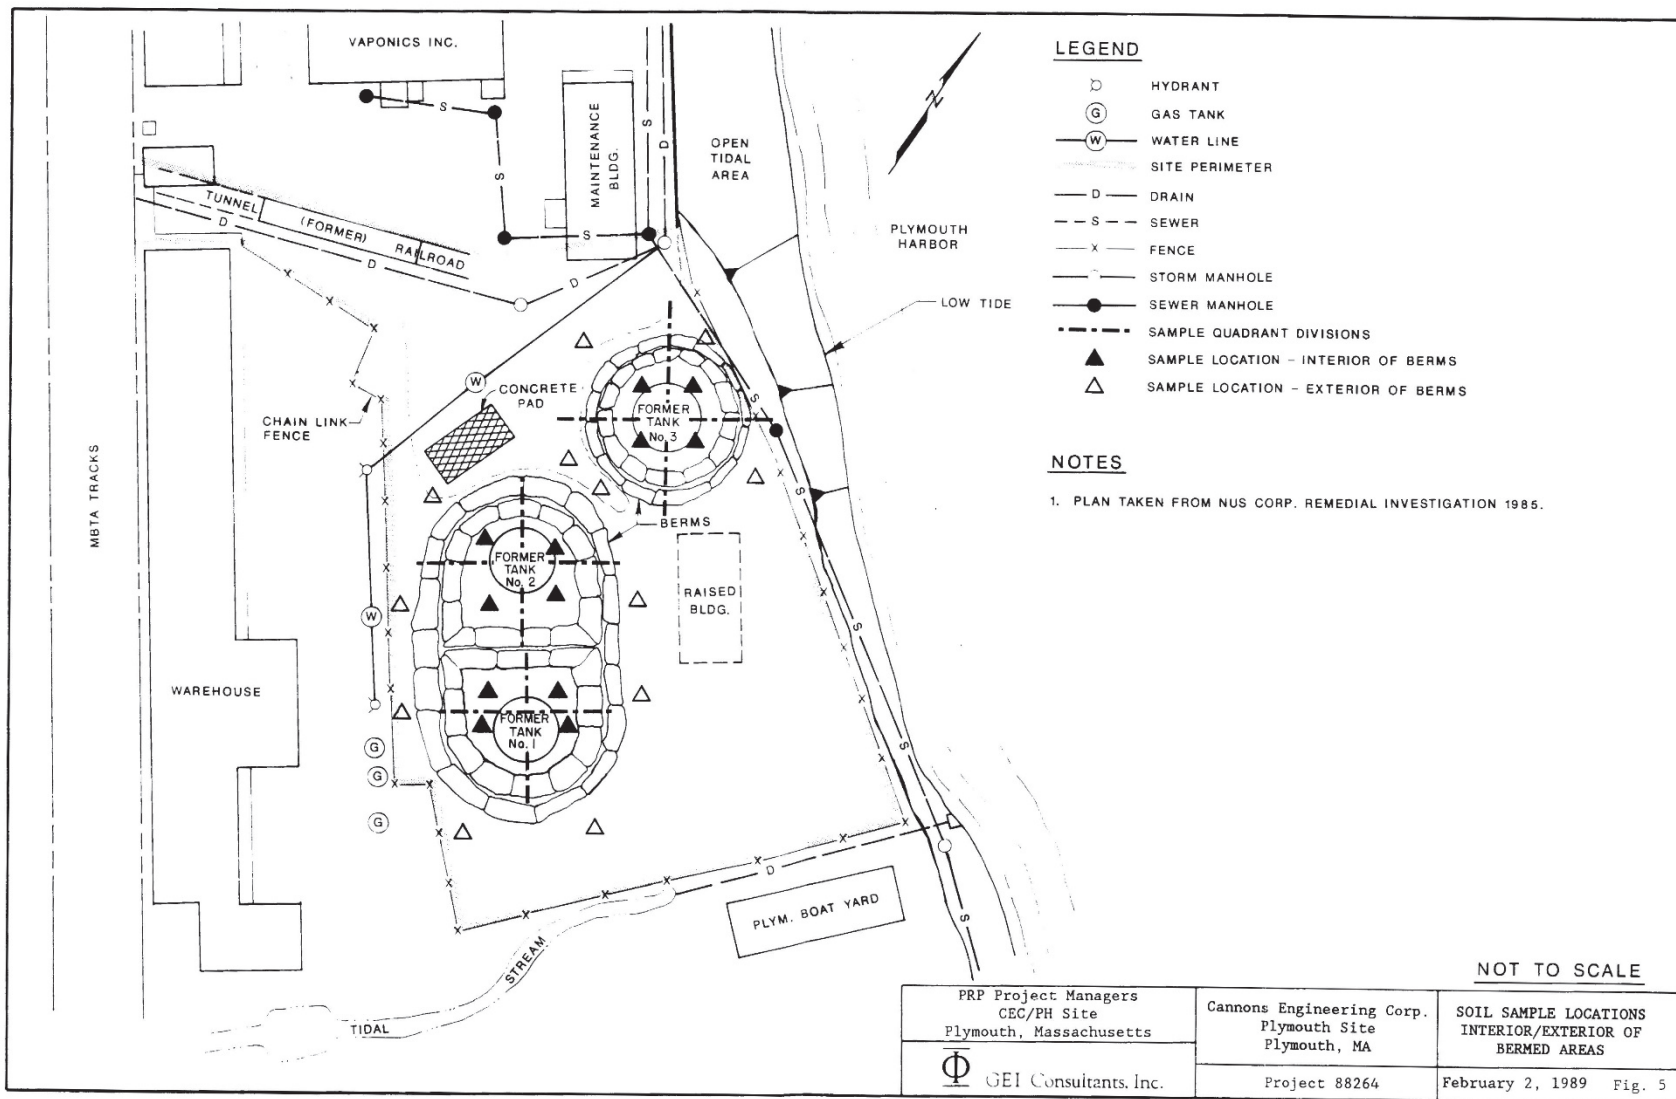 VAPONICS INC.
MAINTENANCE
BLDG.
OPEN
TIDAL
AREA
N
PLYMOUTH
HARBOR
LOW TIDE
S
S
S
S
S
D
TUNNEL
(FORMER)
RAILROAD
D
D
D
W
CONCRETE
PAD
CHAIN LINK
FENCE
MBTA TRACKS
FORMER
TANK
No. 3
S
S
BERMS
FORMER
TANK
No. 2
RAISED
BLDG.
W
S
WAREHOUSE
FORMER
TANK
No. 1
G
G
G
S
D
PLYM. BOAT YARD
S
STREAM
TIDAL
LEGEND
HYDRANT
G GAS TANK
W WATER LINE
SITE PERIMETER
D DRAIN
S SEWER
x FENCE
STORM MANHOLE
SEWER MANHOLE
SAMPLE QUADRANT DIVISIONS
SAMPLE LOCATION - INTERIOR OF BERMS
SAMPLE LOCATION - EXTERIOR OF BERMS
NOTES
1. PLAN TAKEN FROM NUS CORP. REMEDIAL INVESTIGATION 1985.
NOT TO SCALE
PRP Project Managers
CEC/PH Site
Plymouth, Massachusetts
Φ GEI Consultants, Inc.
Cannons Engineering Corp.
Plymouth Site
Plymouth, MA
Project 88264
SOIL SAMPLE LOCATIONS
INTERIOR/EXTERIOR OF
BERMED AREAS
February 2, 1989 Fig. 5